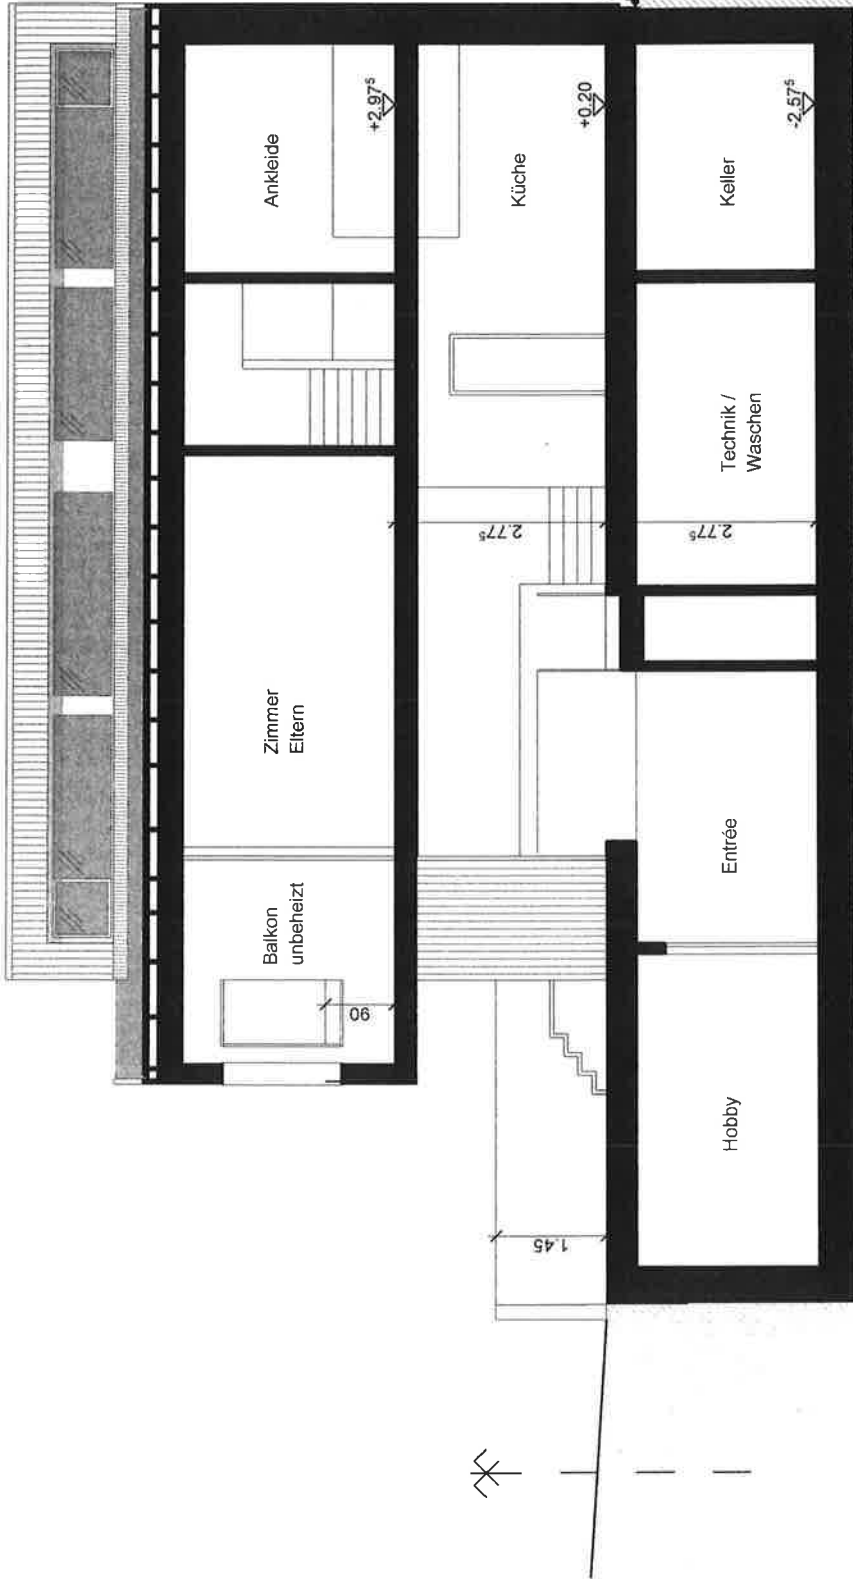 Ankleide
+2.97⁵
Küche
+0.20
Keller
-2.57⁵
Technik /
Waschen
2.77⁵
2.77⁵
Zimmer
Eltern
Entrée
Balkon
unbeheizt
90
Hobby
1.45